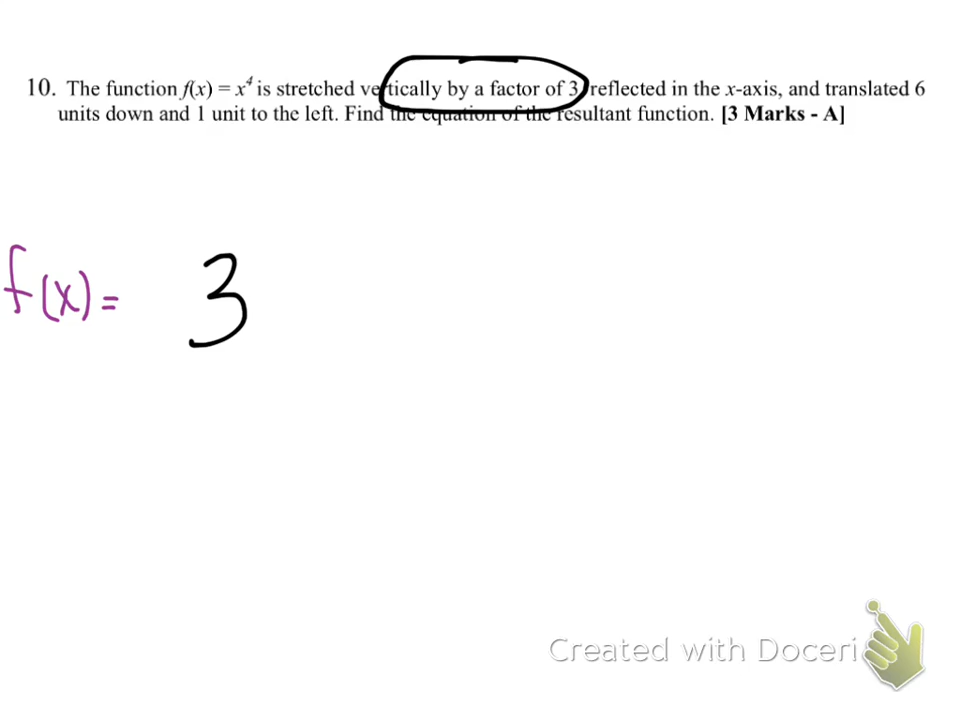 10. The function f(x) = x⁴ is stretched vertically by a factor of 3, reflected in the x-axis, and translated 6
units down and 1 unit to the left. Find the equation of the resultant function. [3 Marks - A]
f(x) = 3
Created with Doceri